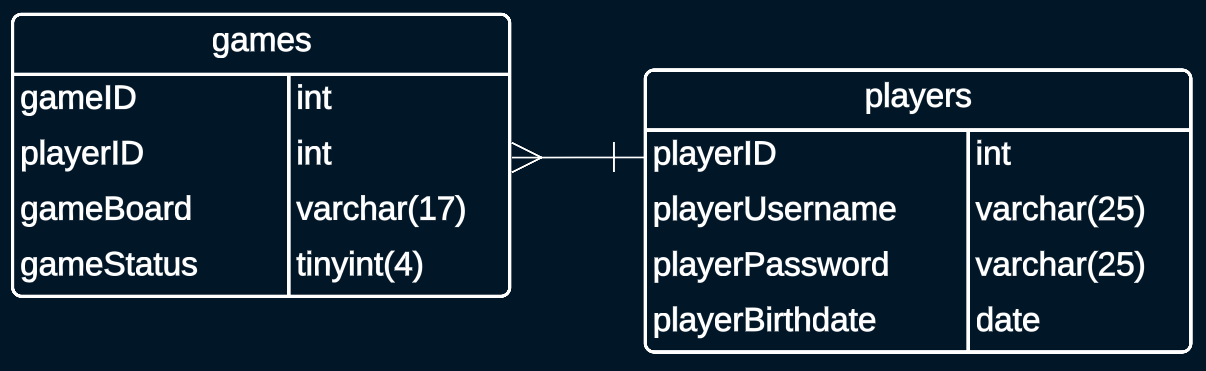 games
gameID int
playerID int
gameBoard varchar(17)
gameStatus tinyint(4)
players
playerID int
playerUsername varchar(25)
playerPassword varchar(25)
playerBirthdate date